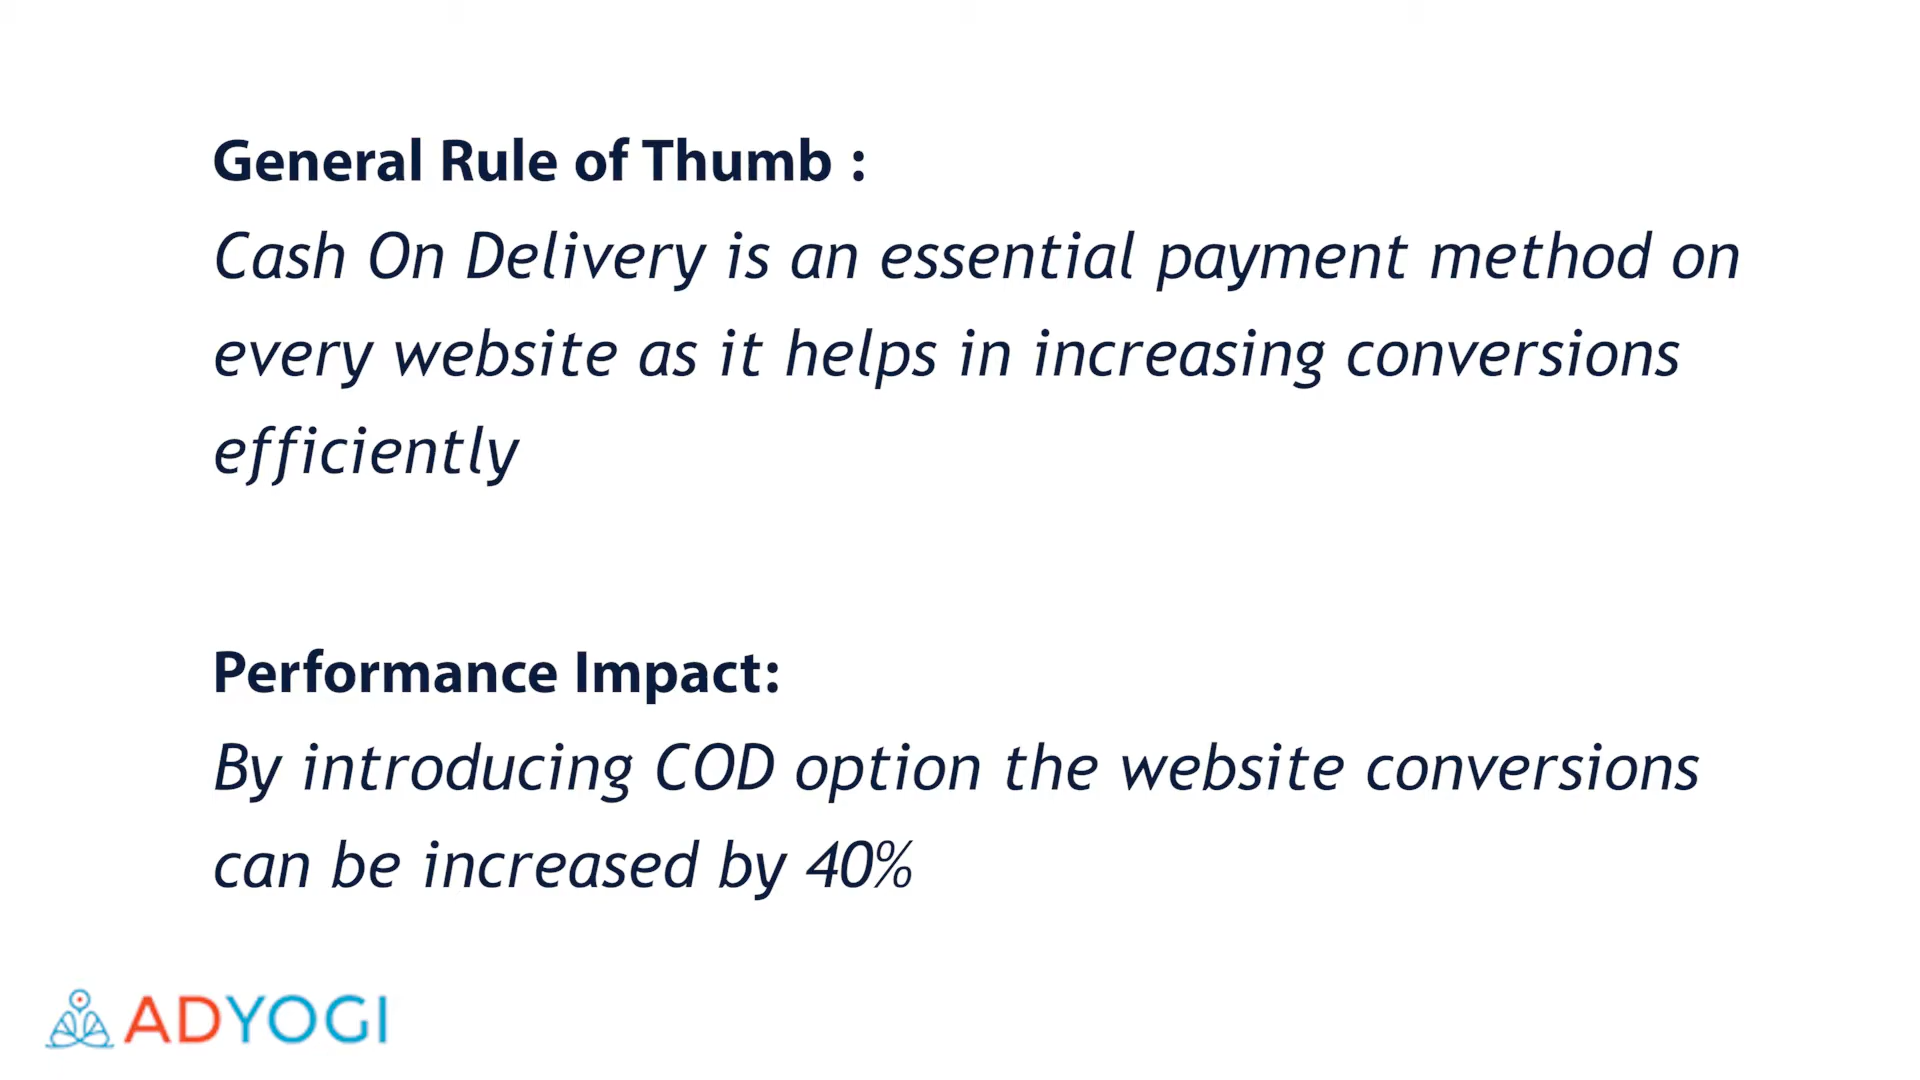 General Rule of Thumb :
Cash On Delivery is an essential payment method on
every website as it helps in increasing conversions
efficiently
Performance Impact:
By introducing COD option the website conversions
can be increased by 40%
ADYOGI